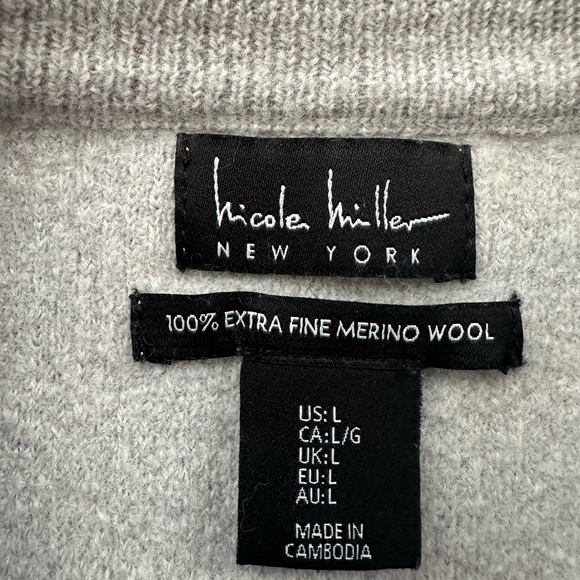 nicole miller
NEW YORK
100% EXTRA FINE MERINO WOOL
US: L
CA:L/G
UK:L
EU:L
AU:L
MADE IN
CAMBODIA